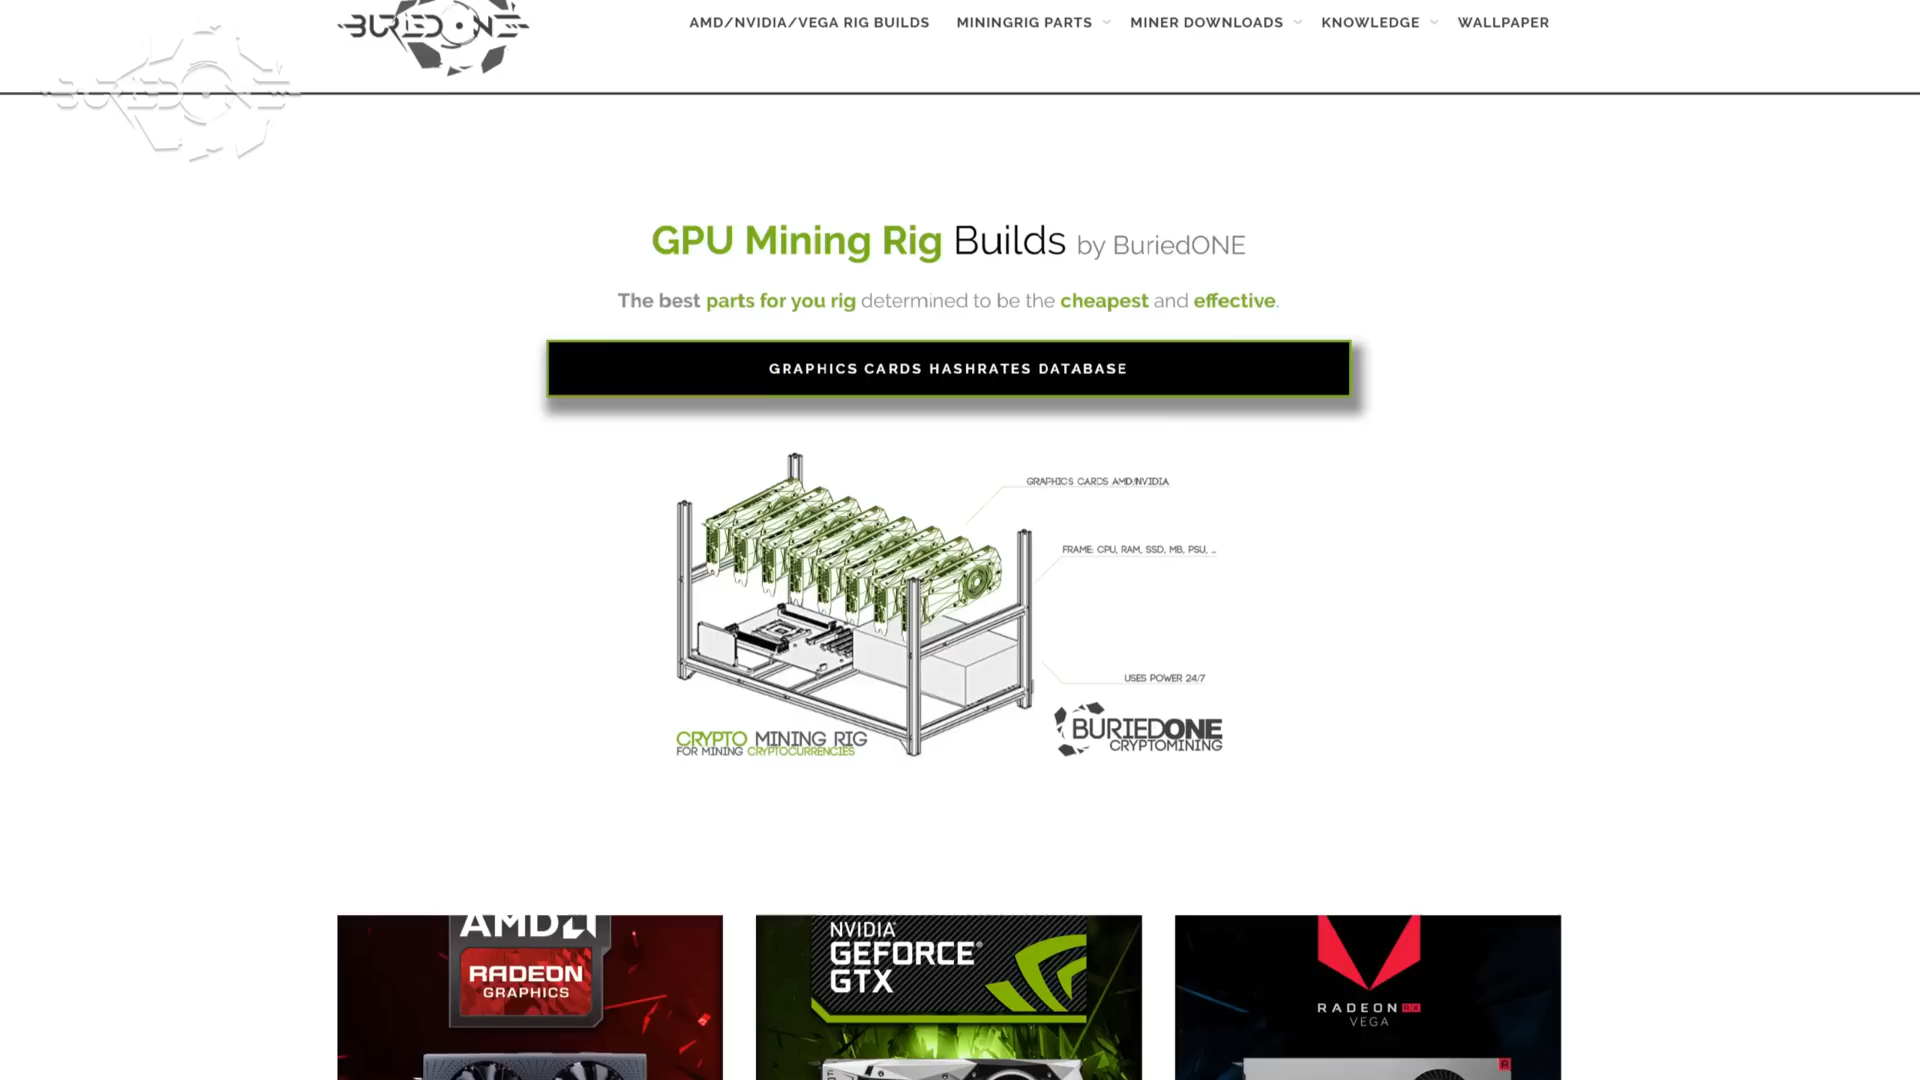 BURIEDONE
AMD/NVIDIA/VEGA RIG BUILDS
MININGRIG PARTS
MINER DOWNLOADS
KNOWLEDGE
WALLPAPER
BURIEDONE
GPU Mining Rig Builds by BuriedONE
The best parts for you rig determined to be the cheapest and effective.
GRAPHICS CARDS HASHRATES DATABASE
GRAPHICS CARDS AMD/NVIDIA
FRAME: CPU, RAM, SSD, MB, PSU, ...
USES POWER 24/7
CRYPTO MINING RIG
FOR MINING CRYPTOCURRENCIES
BURIEDONE
CRYPTOMINING
AMD
RADEON
GRAPHICS
NVIDIA
GEFORCE®
GTX
RADEON RX
VEGA
R